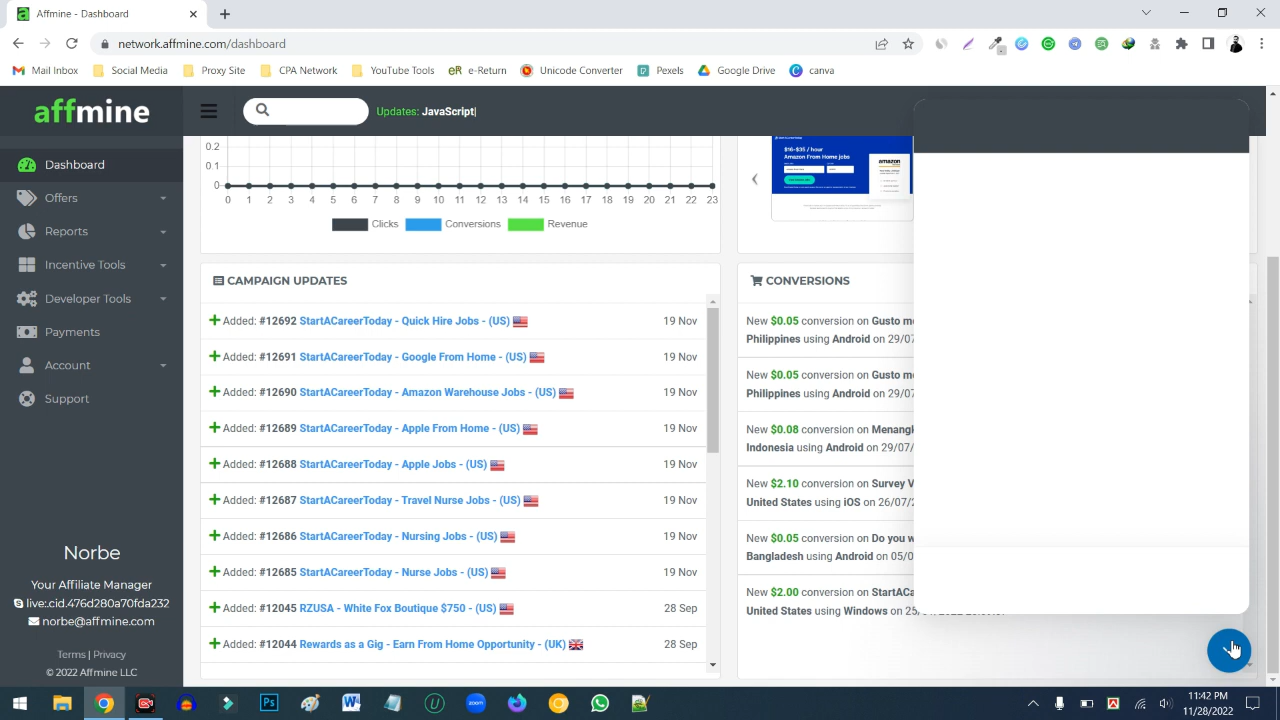 Affmine - Dashboard
network.affmine.com/dashboard
Mail Inbox
Social Media
Proxy Site
CPA Network
YouTube Tools
e-Return
Unicode Converter
Pexels
Google Drive
canva
affmine
Updates: JavaScript|
Dashboard
Offers
Reports
Incentive Tools
Developer Tools
Payments
Account
Support
Norbe
Your Affiliate Manager
live:cid.476d280a70fda232
norbe@affmine.com
Terms | Privacy
© 2022 Affmine LLC
0.2
0.1
0
0 1 2 3 4 5 6 7 8 9 10 11 12 13 14 15 16 17 18 19 20 21 22 23
Clicks Conversions Revenue
$16-$35 / hour
Amazon From Home jobs
amazon
CAMPAIGN UPDATES
Added: #12692 StartACareerToday - Quick Hire Jobs - (US) 19 Nov
Added: #12691 StartACareerToday - Google From Home - (US) 19 Nov
Added: #12690 StartACareerToday - Amazon Warehouse Jobs - (US) 19 Nov
Added: #12689 StartACareerToday - Apple From Home - (US) 19 Nov
Added: #12688 StartACareerToday - Apple Jobs - (US) 19 Nov
Added: #12687 StartACareerToday - Travel Nurse Jobs - (US) 19 Nov
Added: #12686 StartACareerToday - Nursing Jobs - (US) 19 Nov
Added: #12685 StartACareerToday - Nurse Jobs - (US) 19 Nov
Added: #12045 RZUSA - White Fox Boutique $750 - (US) 28 Sep
Added: #12044 Rewards as a Gig - Earn From Home Opportunity - (UK) 28 Sep
CONVERSIONS
New $0.05 conversion on Gusto m
Philippines using Android on 29/07
New $0.05 conversion on Gusto m
Philippines using Android on 29/07
New $0.08 conversion on Menang
Indonesia using Android on 29/07/
New $2.10 conversion on Survey V
United States using iOS on 26/07/
New $0.05 conversion on Do you w
Bangladesh using Android on 05/0
New $2.00 conversion on StartACa
United States using Windows on 25/
11:42 PM
11/28/2022